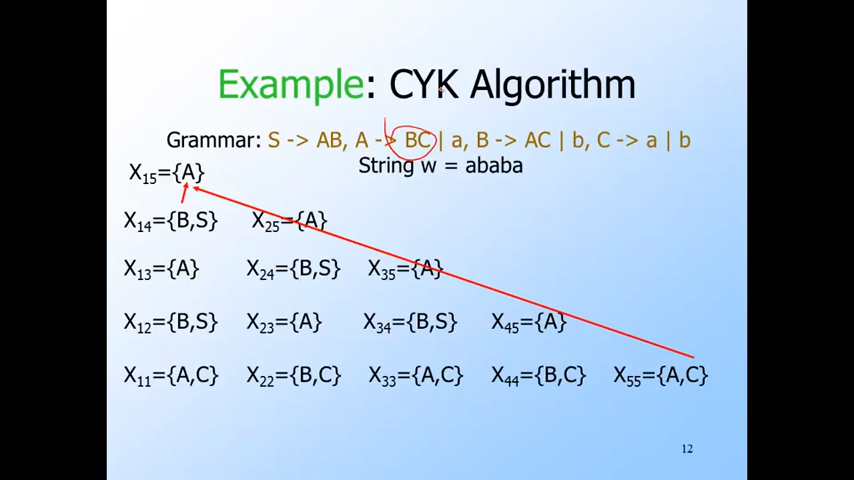 Example: CYK Algorithm
Grammar: S -> AB, A -> BC | a, B -> AC | b, C -> a | b
String w = ababa
X15={A}
X14={B,S} X25={A}
X13={A} X24={B,S} X35={A}
X12={B,S} X23={A} X34={B,S} X45={A}
X11={A,C} X22={B,C} X33={A,C} X44={B,C} X55={A,C}
12